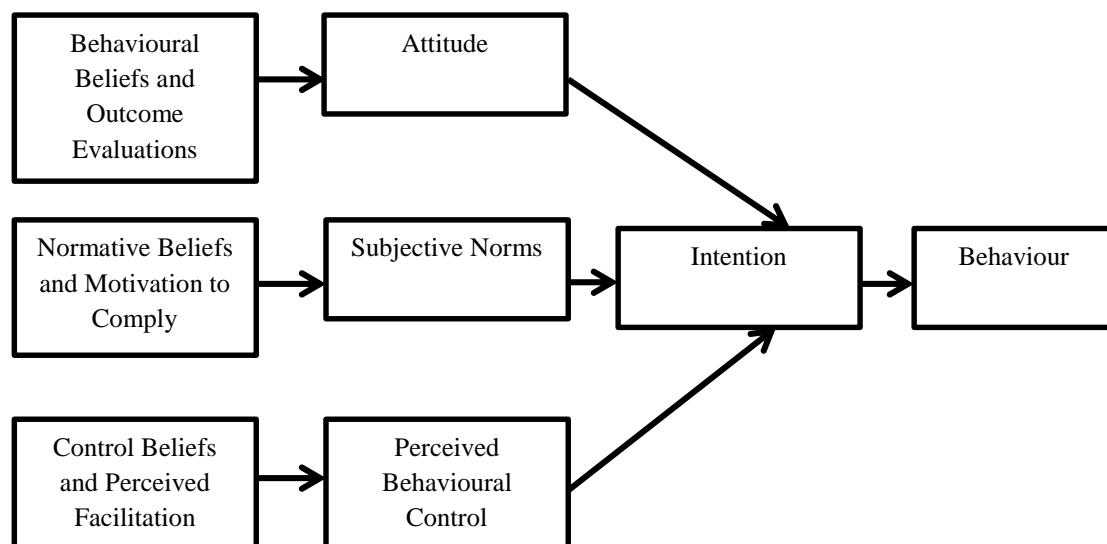 Behavioural
Beliefs and
Outcome
Evaluations
Attitude
Normative Beliefs
and Motivation to
Comply
Subjective Norms
Intention
Behaviour
Control Beliefs
and Perceived
Facilitation
Perceived
Behavioural
Control